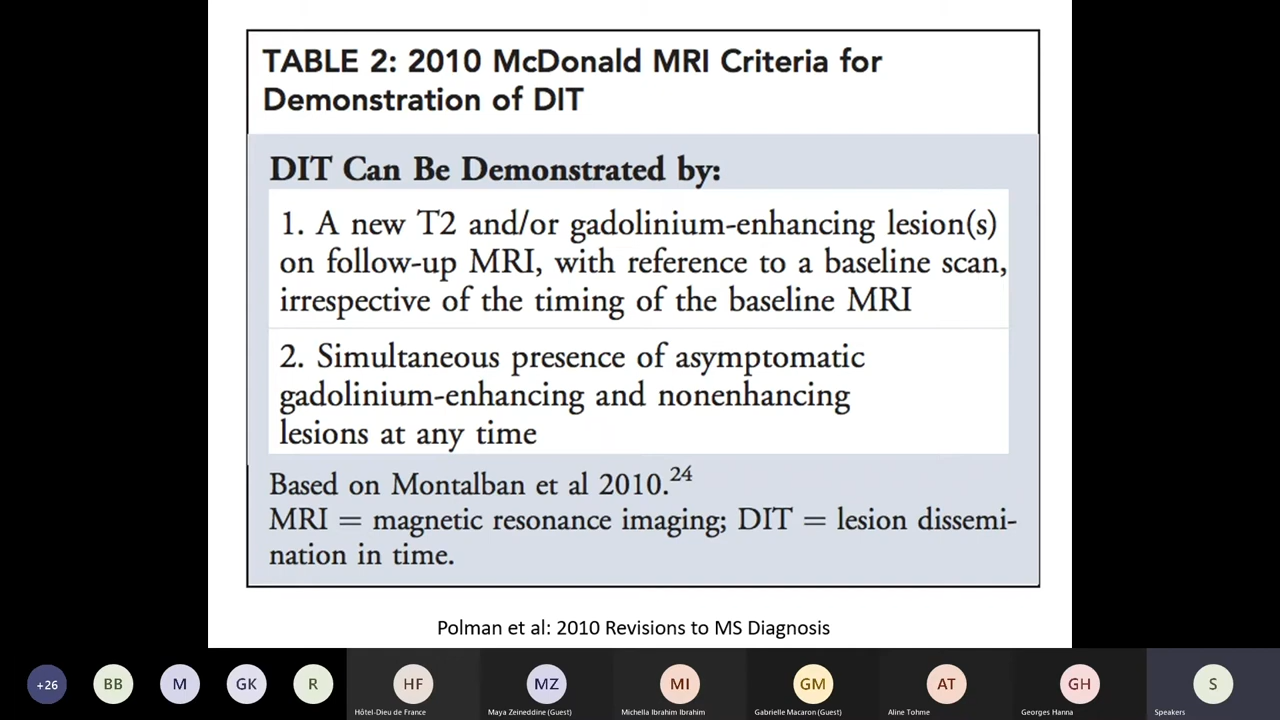 TABLE 2: 2010 McDonald MRI Criteria for
Demonstration of DIT
DIT Can Be Demonstrated by:
1. A new T2 and/or gadolinium-enhancing lesion(s)
on follow-up MRI, with reference to a baseline scan,
irrespective of the timing of the baseline MRI
2. Simultaneous presence of asymptomatic
gadolinium-enhancing and nonenhancing
lesions at any time
Based on Montalban et al 2010.24
MRI = magnetic resonance imaging; DIT = lesion dissemi-
nation in time.
Polman et al: 2010 Revisions to MS Diagnosis
+26 BB M GK R HF MZ MI GM AT GH S
Hôtel-Dieu de France Maya Zeineddine (Guest) Michella Ibrahim Ibrahim Gabrielle Macaron (Guest) Aline Tohme Georges Hanna Speakers